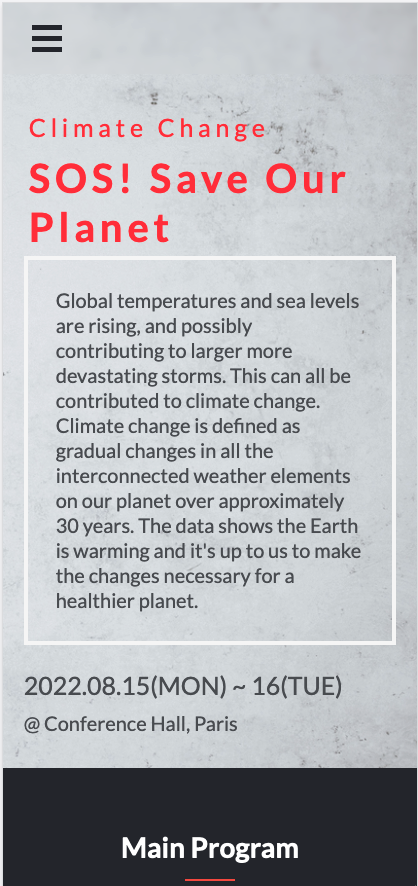 Climate Change
SOS! Save Our
Planet
Global temperatures and sea levels
are rising, and possibly
contributing to larger more
devastating storms. This can all be
contributed to climate change.
Climate change is defined as
gradual changes in all the
interconnected weather elements
on our planet over approximately
30 years. The data shows the Earth
is warming and it's up to us to make
the changes necessary for a
healthier planet.
2022.08.15(MON) ~ 16(TUE)
@ Conference Hall, Paris
Main Program